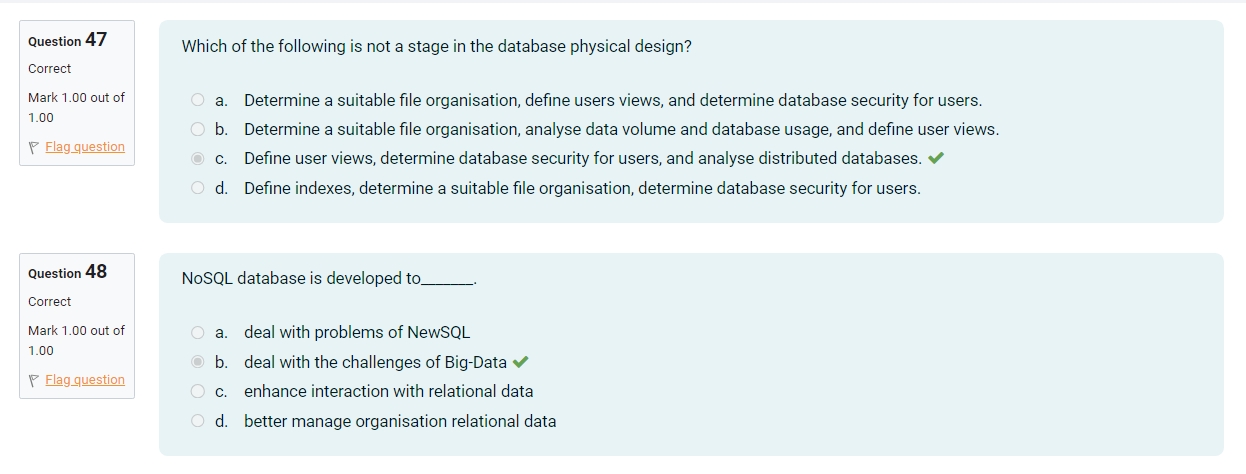 Question 47
Correct
Mark 1.00 out of
1.00
Flag question
Which of the following is not a stage in the database physical design?
a. Determine a suitable file organisation, define users views, and determine database security for users.
b. Determine a suitable file organisation, analyse data volume and database usage, and define user views.
c. Define user views, determine database security for users, and analyse distributed databases.
d. Define indexes, determine a suitable file organisation, determine database security for users.
Question 48
Correct
Mark 1.00 out of
1.00
Flag question
NoSQL database is developed to_______.
a. deal with problems of NewSQL
b. deal with the challenges of Big-Data
c. enhance interaction with relational data
d. better manage organisation relational data